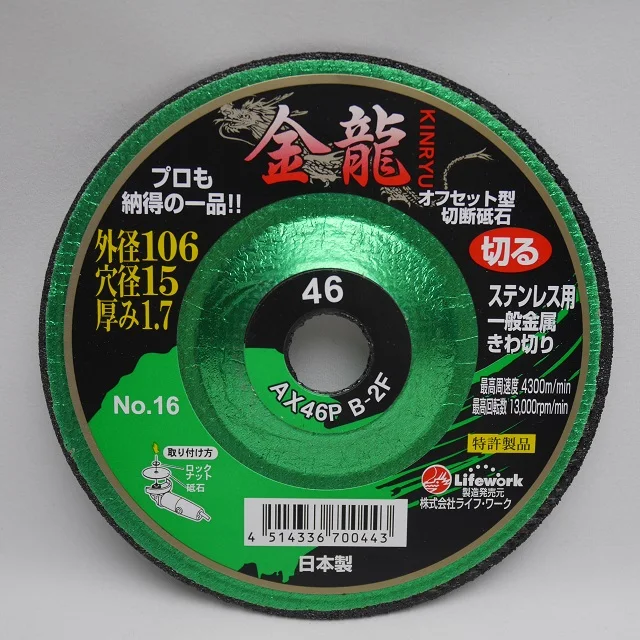 金龍
KINRYU
プロも
納得の一品!!
オフセット型
切断砥石
外径106
穴径15
厚み1.7
切る
ステンレス用
一般金属
きわ切り
46
AX46P B-2F
最高周速度 4300m/min
最高回転数 13,000rpm/min
No.16
特許製品
取り付け方
ロック
ナット
砥石
Lifework
製造発売元
株式会社ライフ・ワーク
4 514336 700443
日本製